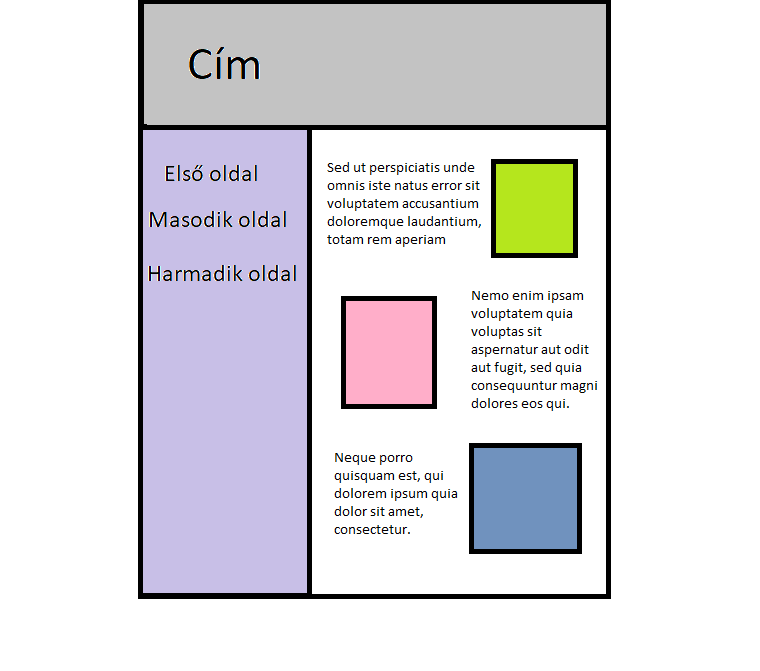 Cím
Első oldal
Masodik oldal
Harmadik oldal
Sed ut perspiciatis unde
omnis iste natus error sit
voluptatem accusantium
doloremque laudantium,
totam rem aperiam
Nemo enim ipsam
voluptatem quia
voluptas sit
aspernatur aut odit
aut fugit, sed quia
consequuntur magni
dolores eos qui.
Neque porro
quisquam est, qui
dolorem ipsum quia
dolor sit amet,
consectetur.